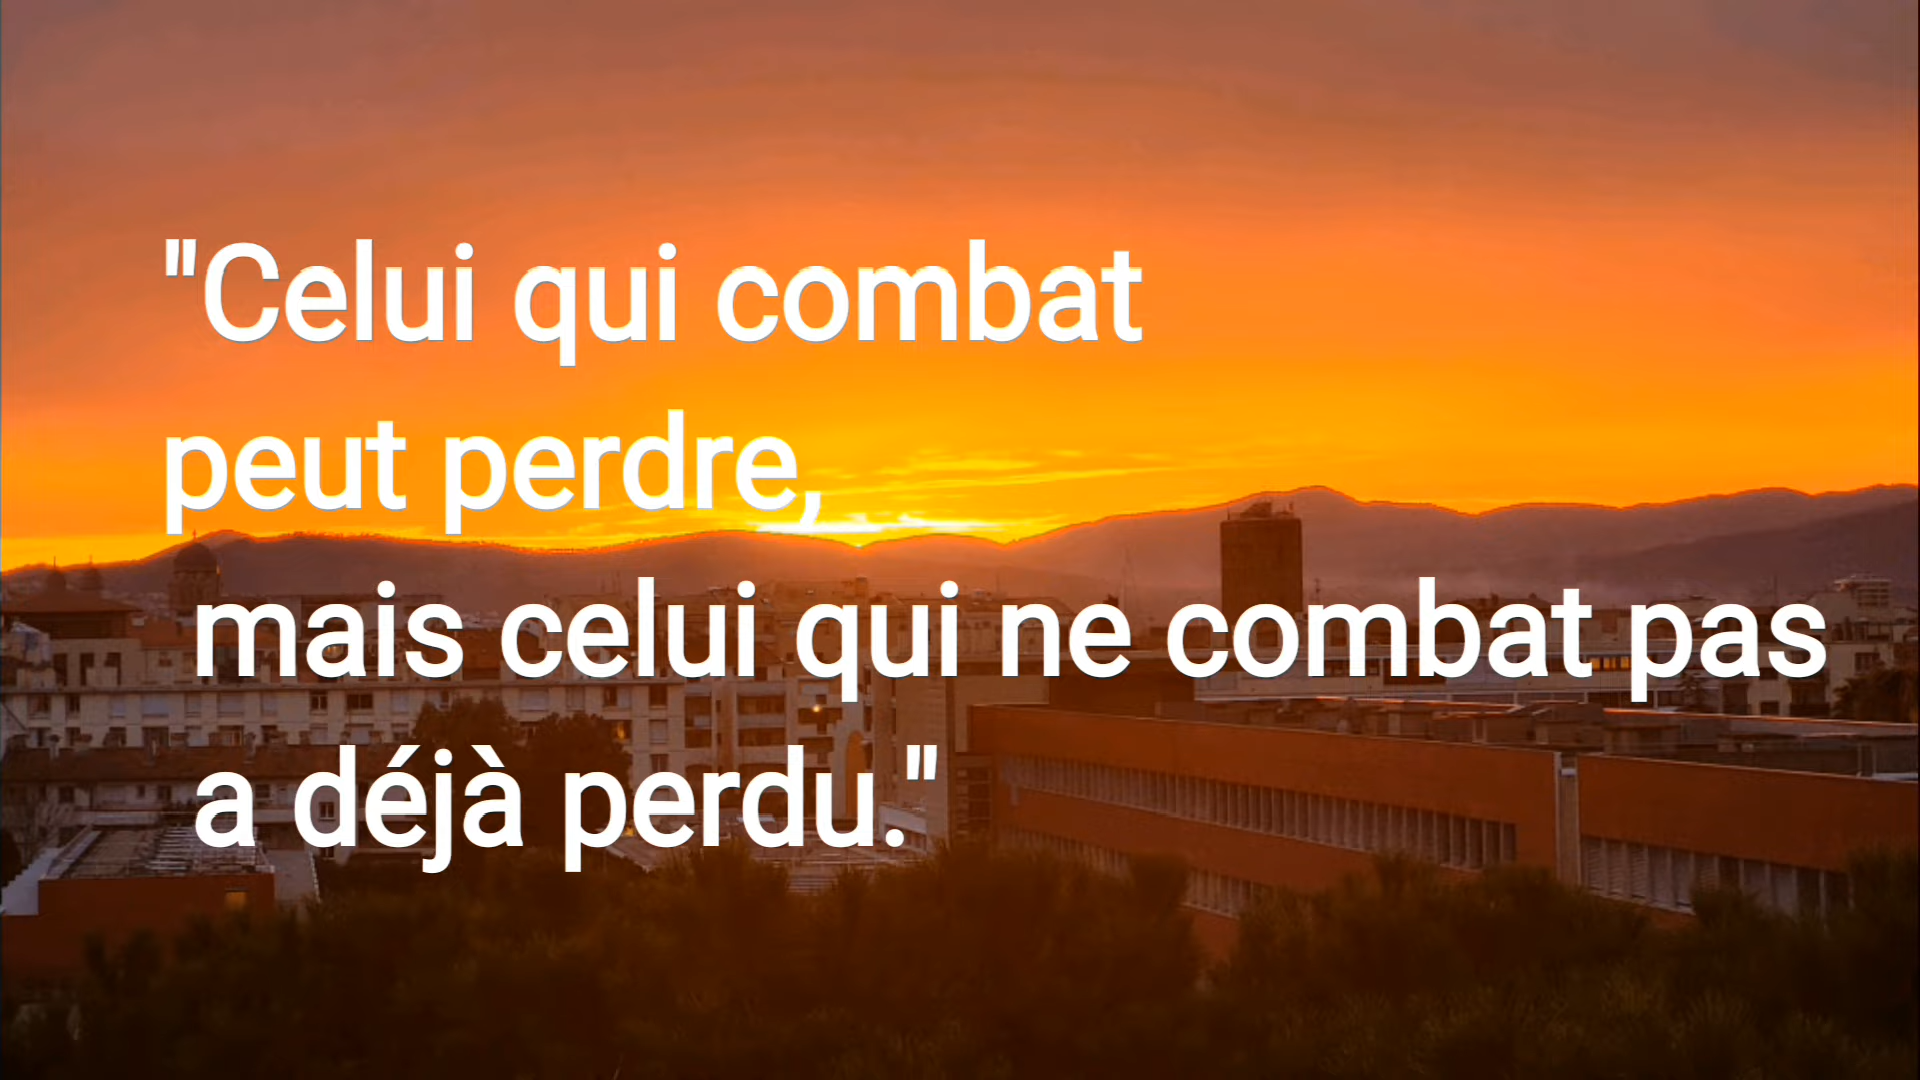 "Celui qui combat
peut perdre,
mais celui qui ne combat pas
a déjà perdu."